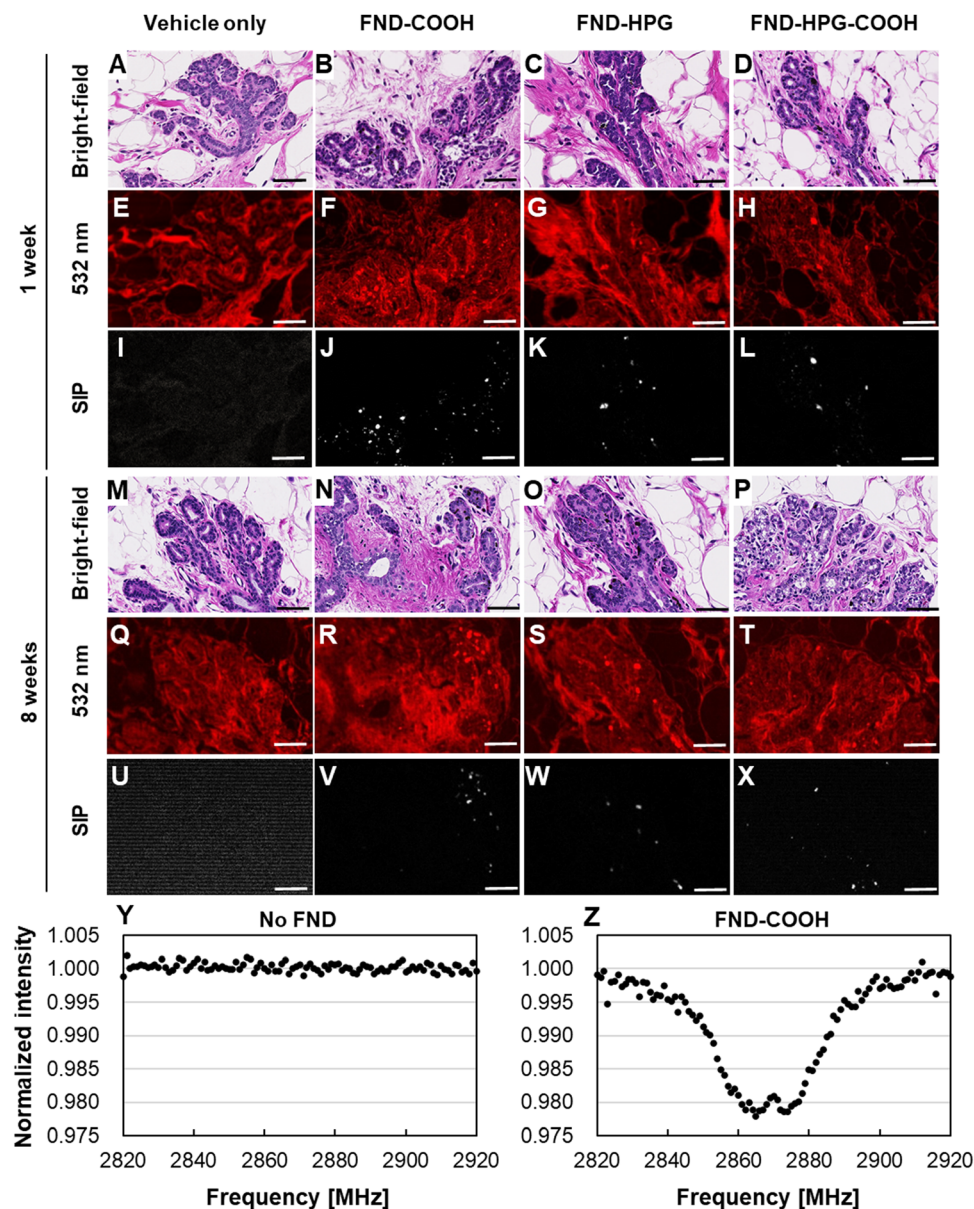 Vehicle only FND-COOH FND-HPG FND-HPG-COOH
1 week
Bright-field
A B C D
532 nm
E F G H
SIP
I J K L
8 weeks
Bright-field
M N O P
532 nm
Q R S T
SIP
U V W X
Y No FND
Normalized intensity
1.005
1.000
0.995
0.990
0.985
0.980
0.975
2820 2840 2860 2880 2900 2920
Frequency [MHz]
Z FND-COOH
1.005
1.000
0.995
0.990
0.985
0.980
0.975
2820 2840 2860 2880 2900 2920
Frequency [MHz]